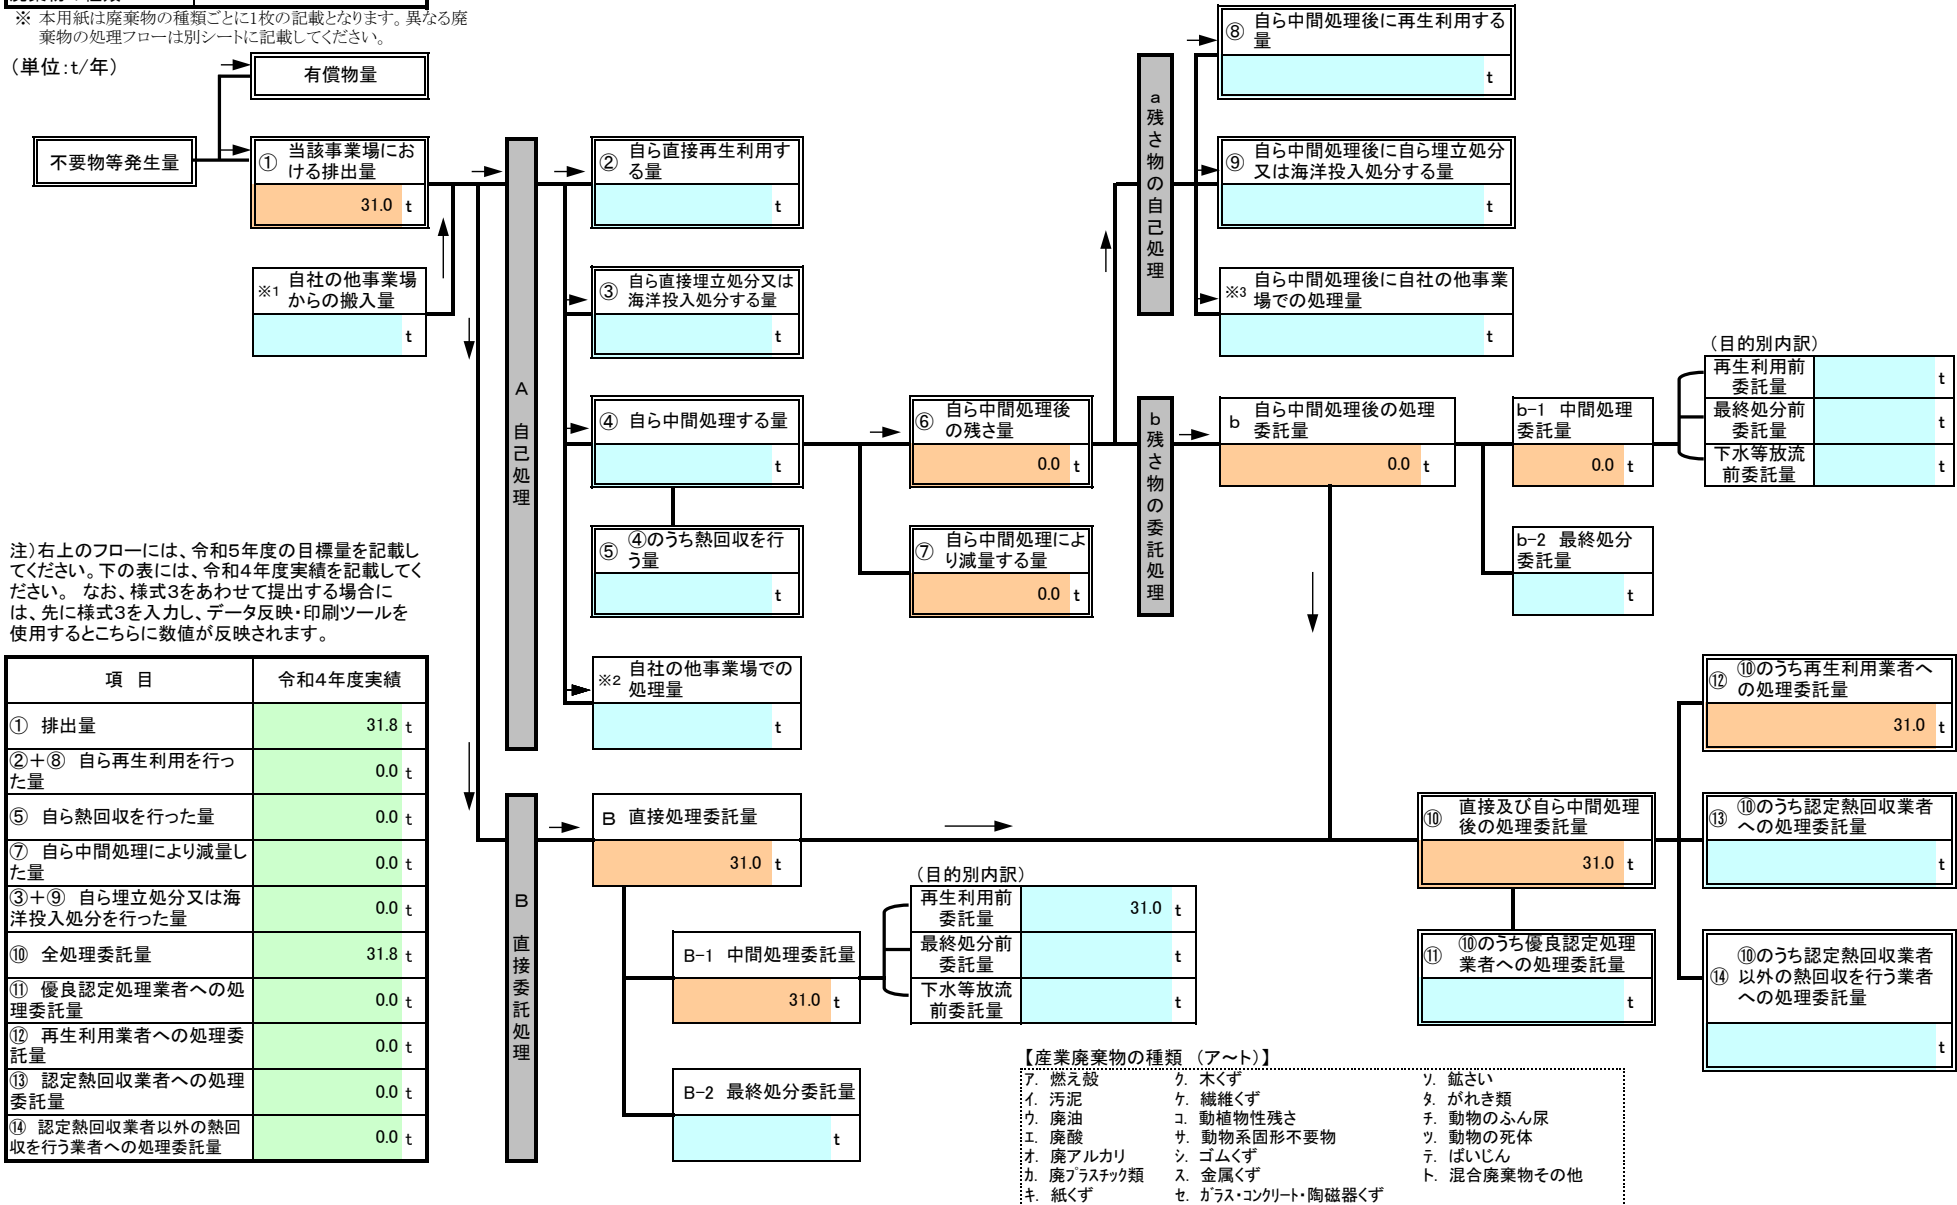 ※ 本用紙は廃棄物の種類ごとに1枚の記載となります。異なる廃
棄物の処理フローは別シートに記載してください。
（単位:t/年）
有償物量
不要物等発生量
① 当該事業場にお
ける排出量
31.0 t
※1 自社の他事業場
からの搬入量
t
A 自己処理
② 自ら直接再生利用す
る量
t
③ 自ら直接埋立処分又は
海洋投入処分する量
t
④ 自ら中間処理する量
t
⑤ ④のうち熱回収を行
う量
t
※2 自社の他事業場での
処理量
t
⑥ 自ら中間処理後
の残さ量
0.0 t
⑦ 自ら中間処理によ
り減量する量
0.0 t
a 残さ物の自己処理
⑧ 自ら中間処理後に再生利用する
量
t
⑨ 自ら中間処理後に自ら埋立処分
又は海洋投入処分する量
t
※3 自ら中間処理後に自社の他事業
場での処理量
t
b 残さ物の委託処理
b 自ら中間処理後の処理
委託量
0.0 t
b-1 中間処理
委託量
0.0 t
b-2 最終処分
委託量
t
（目的別内訳）
再生利用前
委託量
t
最終処分前
委託量
t
下水等放流
前委託量
t
注）右上のフローには、令和5年度の目標量を記載し
てください。下の表には、令和4年度実績を記載してく
ださい。 なお、様式3をあわせて提出する場合に
は、先に様式3を入力し、データ反映・印刷ツールを
使用するとこちらに数値が反映されます。
項 目 令和4年度実績
① 排出量 31.8 t
②＋⑧ 自ら再生利用を行っ
た量 0.0 t
⑤ 自ら熱回収を行った量 0.0 t
⑦ 自ら中間処理により減量し
た量 0.0 t
③＋⑨ 自ら埋立処分又は海
洋投入処分を行った量 0.0 t
⑩ 全処理委託量 31.8 t
⑪ 優良認定処理業者への処
理委託量 0.0 t
⑫ 再生利用業者への処理委
託量 0.0 t
⑬ 認定熱回収業者への処理
委託量 0.0 t
⑭ 認定熱回収業者以外の熱回
収を行う業者への処理委託量 0.0 t
B 直接委託処理
B 直接処理委託量
31.0 t
B-1 中間処理委託量
31.0 t
B-2 最終処分委託量
t
（目的別内訳）
再生利用前
委託量
31.0 t
最終処分前
委託量
t
下水等放流
前委託量
t
⑩ 直接及び自ら中間処理
後の処理委託量
31.0 t
⑪ ⑩のうち優良認定処理
業者への処理委託量
t
⑫ ⑩のうち再生利用業者へ
の処理委託量
31.0 t
⑬ ⑩のうち認定熱回収業者
への処理委託量
t
⑭ ⑩のうち認定熱回収業者
以外の熱回収を行う業者
への処理委託量
t
【産業廃棄物の種類 （ア～ト）】
ア. 燃え殻 ク. 木くず ソ. 鉱さい
イ. 汚泥 ケ. 繊維くず タ. がれき類
ウ. 廃油 コ. 動植物性残さ チ. 動物のふん尿
エ. 廃酸 サ. 動物系固形不要物 ツ. 動物の死体
オ. 廃アルカリ シ. ゴムくず テ. ばいじん
カ. 廃プラスチック類 ス. 金属くず ト. 混合廃棄物その他
キ. 紙くず セ. ガラス・コンクリート・陶磁器くず